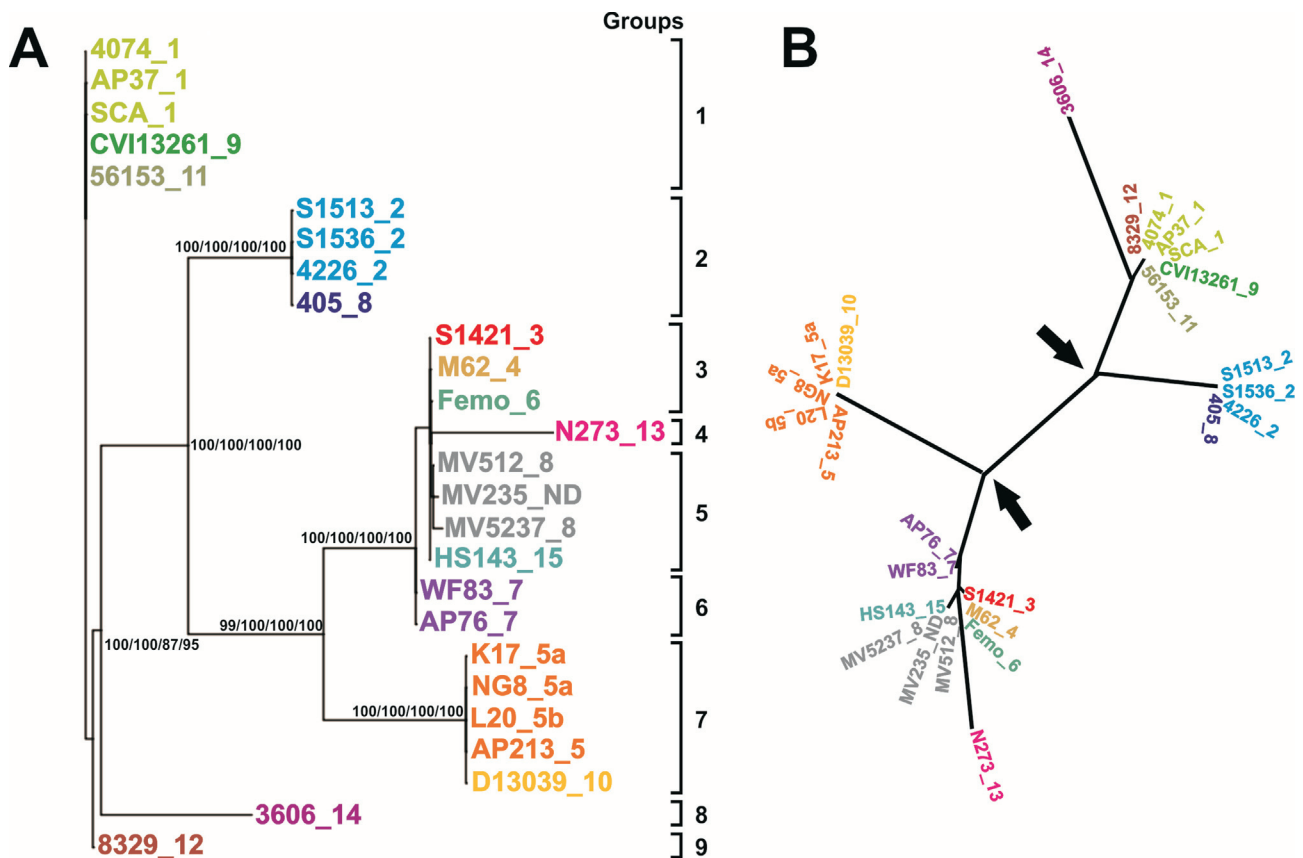 A
Groups
4074_1
AP37_1
SCA_1
CVI13261_9
56153_11
1
S1513_2
S1536_2
4226_2
405_8
100/100/100/100
2
S1421_3
M62_4
Femo_6
3
N273_13
4
100/100/100/100
MV512_8
MV235_ND
MV5237_8
HS143_15
5
100/100/100/100
WF83_7
AP76_7
6
99/100/100/100
100/100/87/95
K17_5a
NG8_5a
L20_5b
AP213_5
D13039_10
100/100/100/100
7
3606_14
8
8329_12
9
B
3606_14
8329_12
4074_1
AP37_1
SCA_1
CVI13261_9
56153_11
S1513_2
S1536_2
4226_2
405_8
D13039_10
K17_5a
NG8_5a
L20_5b
AP213_5
AP76_7
WF83_7
HS143_15
S1421_3
M62_4
Femo_6
MV5237_8
MV235_ND
MV512_8
N273_13